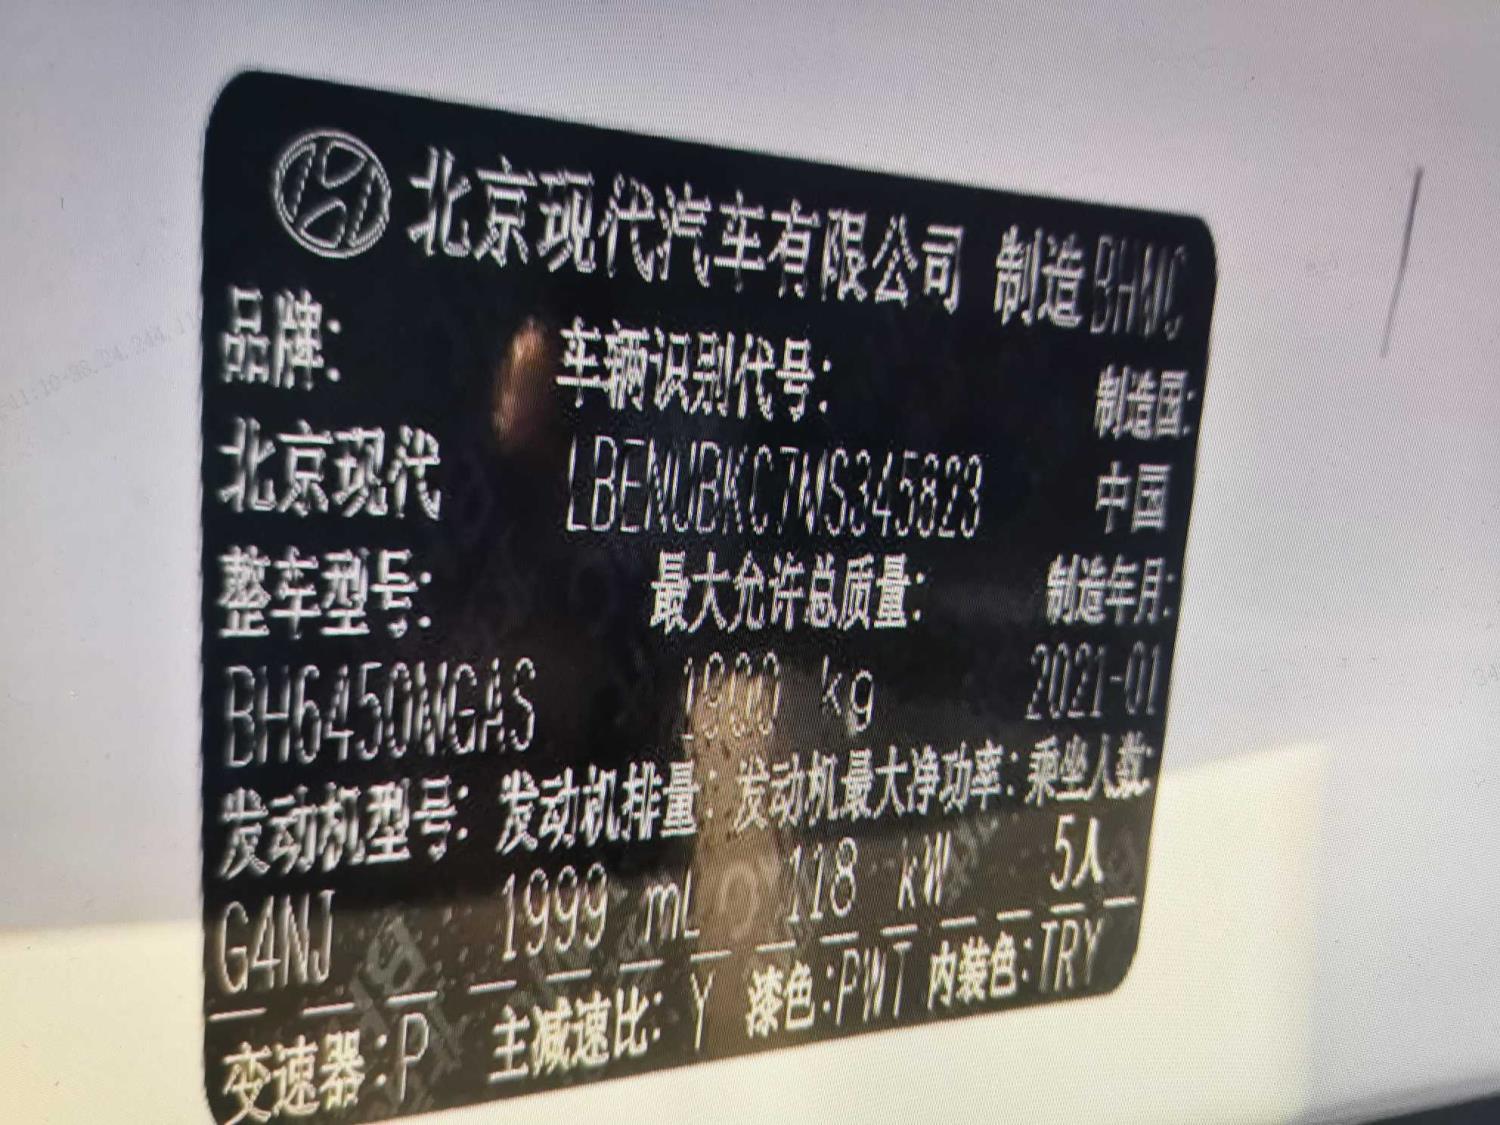 北京现代汽车有限公司 制造 BHMC
品牌: 车辆识别代号: 制造国:
北京现代 LBENUBKC7MS345823 中国
整车型号: 最大允许总质量: 制造年月:
BH6450MGAS kg 2021-01
发动机型号: 发动机排量: 发动机最大净功率: 乘坐人数:
G4NJ 1999 mL 118 kW 5人
变速器:P 主减速比: Y 漆色:PWT 内装色:TRY